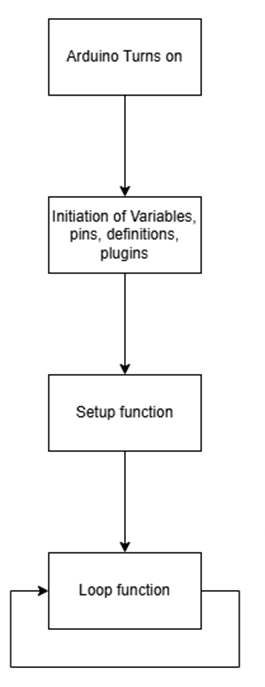 Arduino Turns on
Initiation of Variables,
pins, definitions,
plugins
Setup function
Loop function